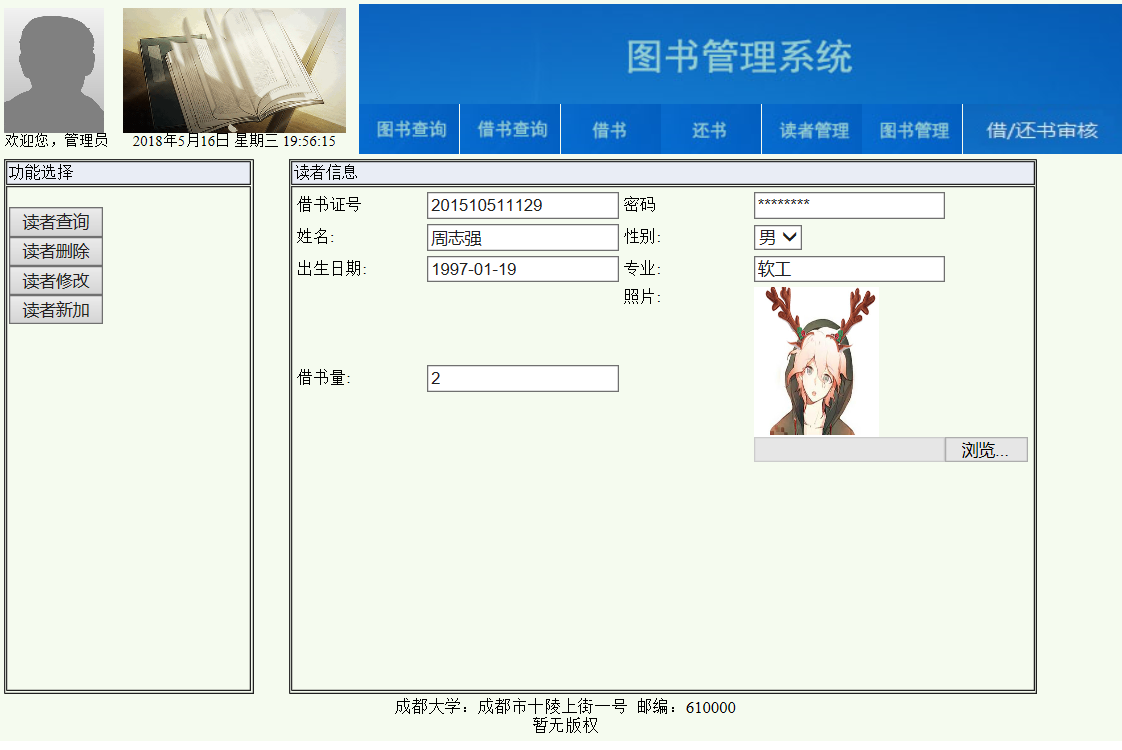 图书管理系统
图书查询 借书查询 借书 还书 读者管理 图书管理 借/还书审核
欢迎您，管理员 2018年5月16日 星期三 19:56:15
功能选择
读者查询
读者删除
读者修改
读者新加
读者信息
借书证号 201510511129 密码 ********
姓名: 周志强 性别: 男
出生日期: 1997-01-19 专业: 软工
照片:
借书量: 2
浏览...
成都大学：成都市十陵上街一号 邮编：610000
暂无版权